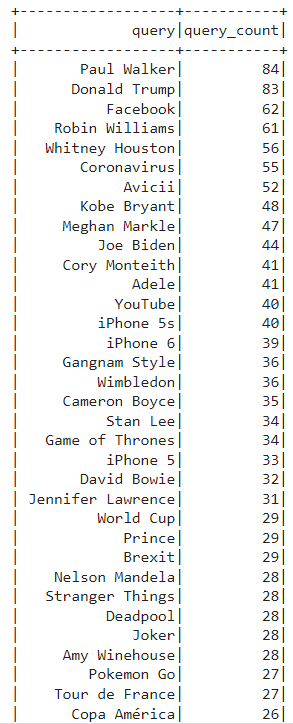 +-------------------+-----------+
|              query|query_count|
+-------------------+-----------+
|        Paul Walker|         84|
|       Donald Trump|         83|
|           Facebook|         62|
|     Robin Williams|         61|
|    Whitney Houston|         56|
|        Coronavirus|         55|
|             Avicii|         52|
|        Kobe Bryant|         48|
|      Meghan Markle|         47|
|          Joe Biden|         44|
|      Cory Monteith|         41|
|              Adele|         41|
|            YouTube|         40|
|          iPhone 5s|         40|
|           iPhone 6|         39|
|      Gangnam Style|         36|
|          Wimbledon|         36|
|      Cameron Boyce|         35|
|           Stan Lee|         34|
|    Game of Thrones|         34|
|           iPhone 5|         33|
|        David Bowie|         32|
|  Jennifer Lawrence|         31|
|          World Cup|         29|
|             Prince|         29|
|             Brexit|         29|
|     Nelson Mandela|         28|
|    Stranger Things|         28|
|           Deadpool|         28|
|              Joker|         28|
|      Amy Winehouse|         28|
|         Pokemon Go|         27|
|     Tour de France|         27|
|       Copa América|         26|